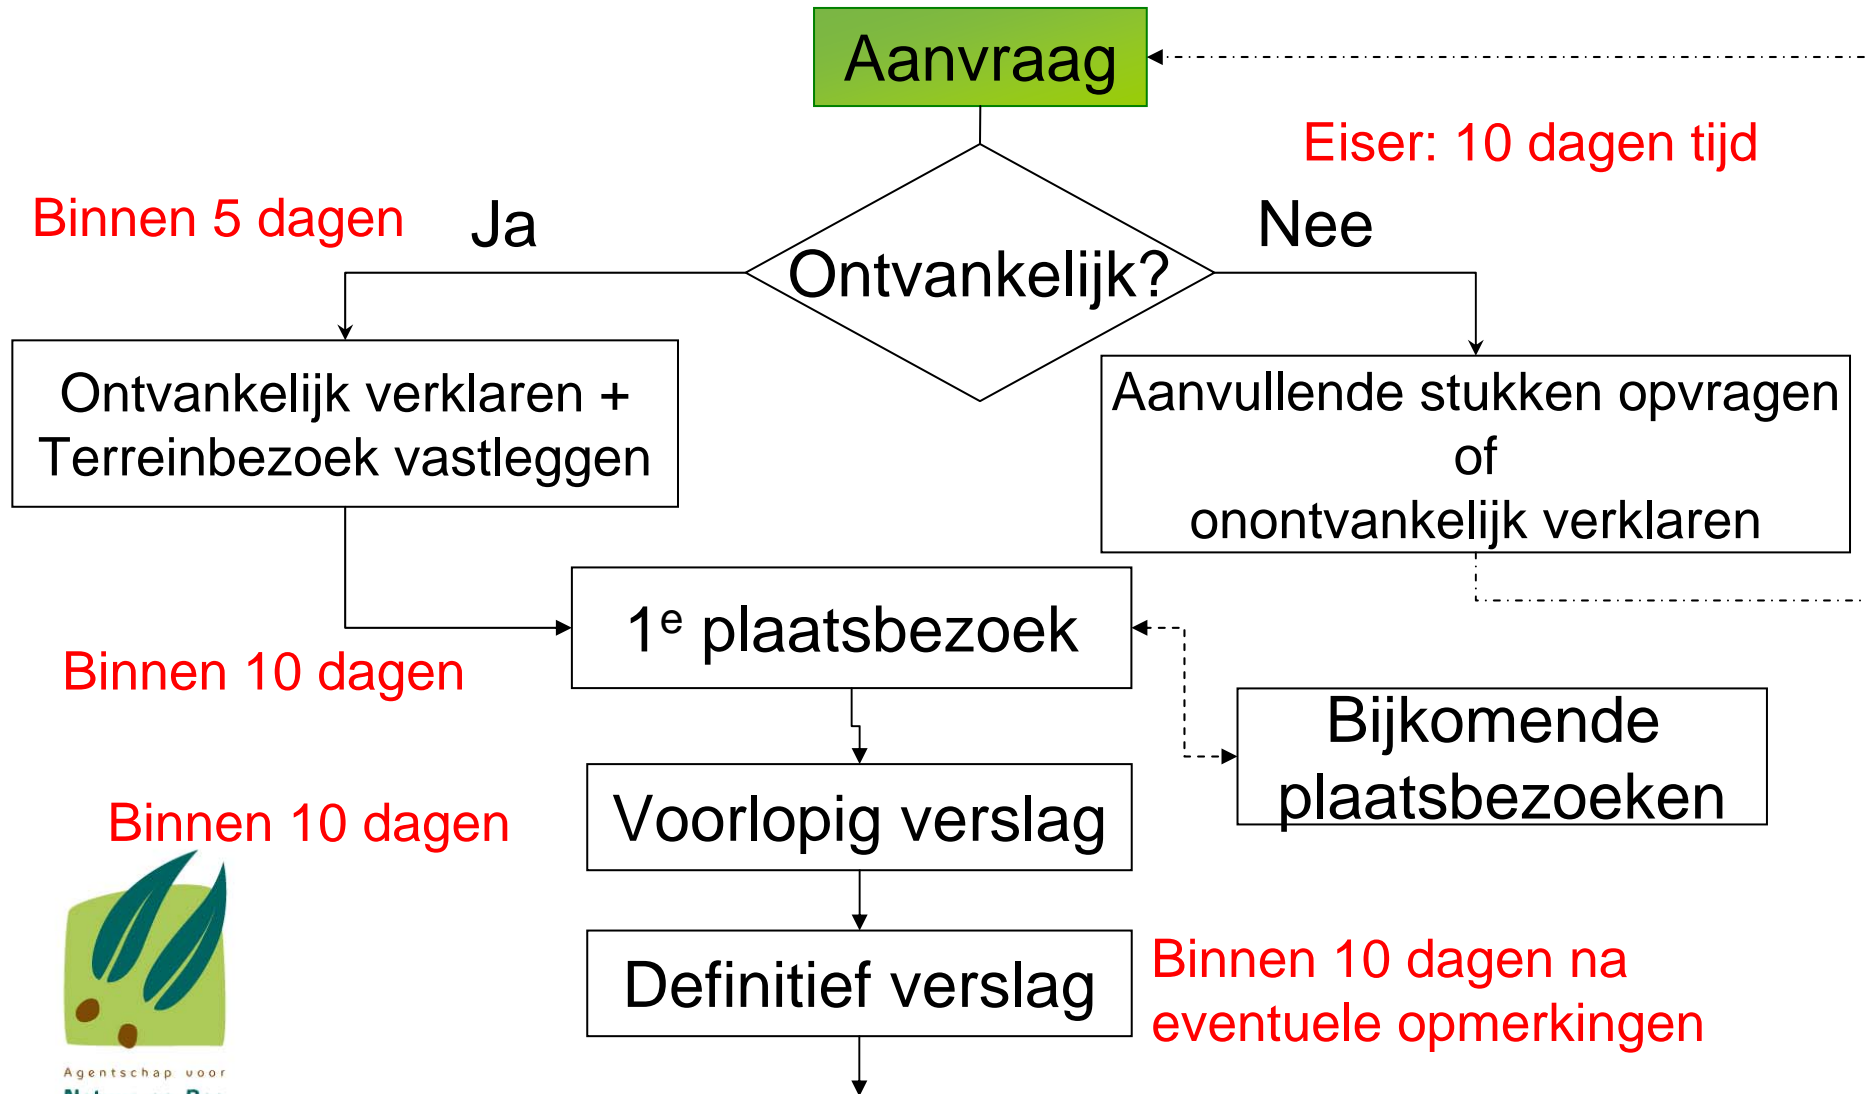 Aanvraag
Eiser: 10 dagen tijd
Binnen 5 dagen
Ja
Nee
Ontvankelijk?
Ontvankelijk verklaren +
Terreinbezoek vastleggen
Aanvullende stukken opvragen
of
onontvankelijk verklaren
1e plaatsbezoek
Binnen 10 dagen
Bijkomende
plaatsbezoeken
Voorlopig verslag
Binnen 10 dagen
Definitief verslag
Binnen 10 dagen na
eventuele opmerkingen
Agentschap voor